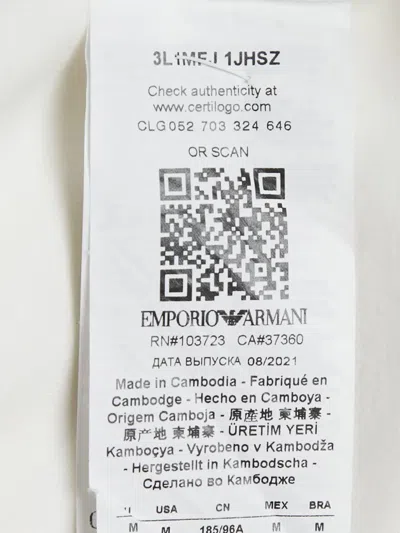 3L1MFJ 1JHSZ
Check authenticity at
www.certilogo.com
CLG052 703 324 646
OR SCAN
EMPORIO ARMANI
RN#103723 CA#37360
ДАТА ВЫПУСКА 08/2021
Made in Cambodia - Fabriqué en
Cambodge - Hecho en Camboya -
Origem Camboja - 原産地 柬埔寨 -
原产地 柬埔寨 - ÜRETİM YERİ
Kamboçya - Vyrobeno v Kambodža
- Hergestellt in Kambodscha -
Сделано во Камбодже
USA CN MEX BRA
M M 185/96A M M